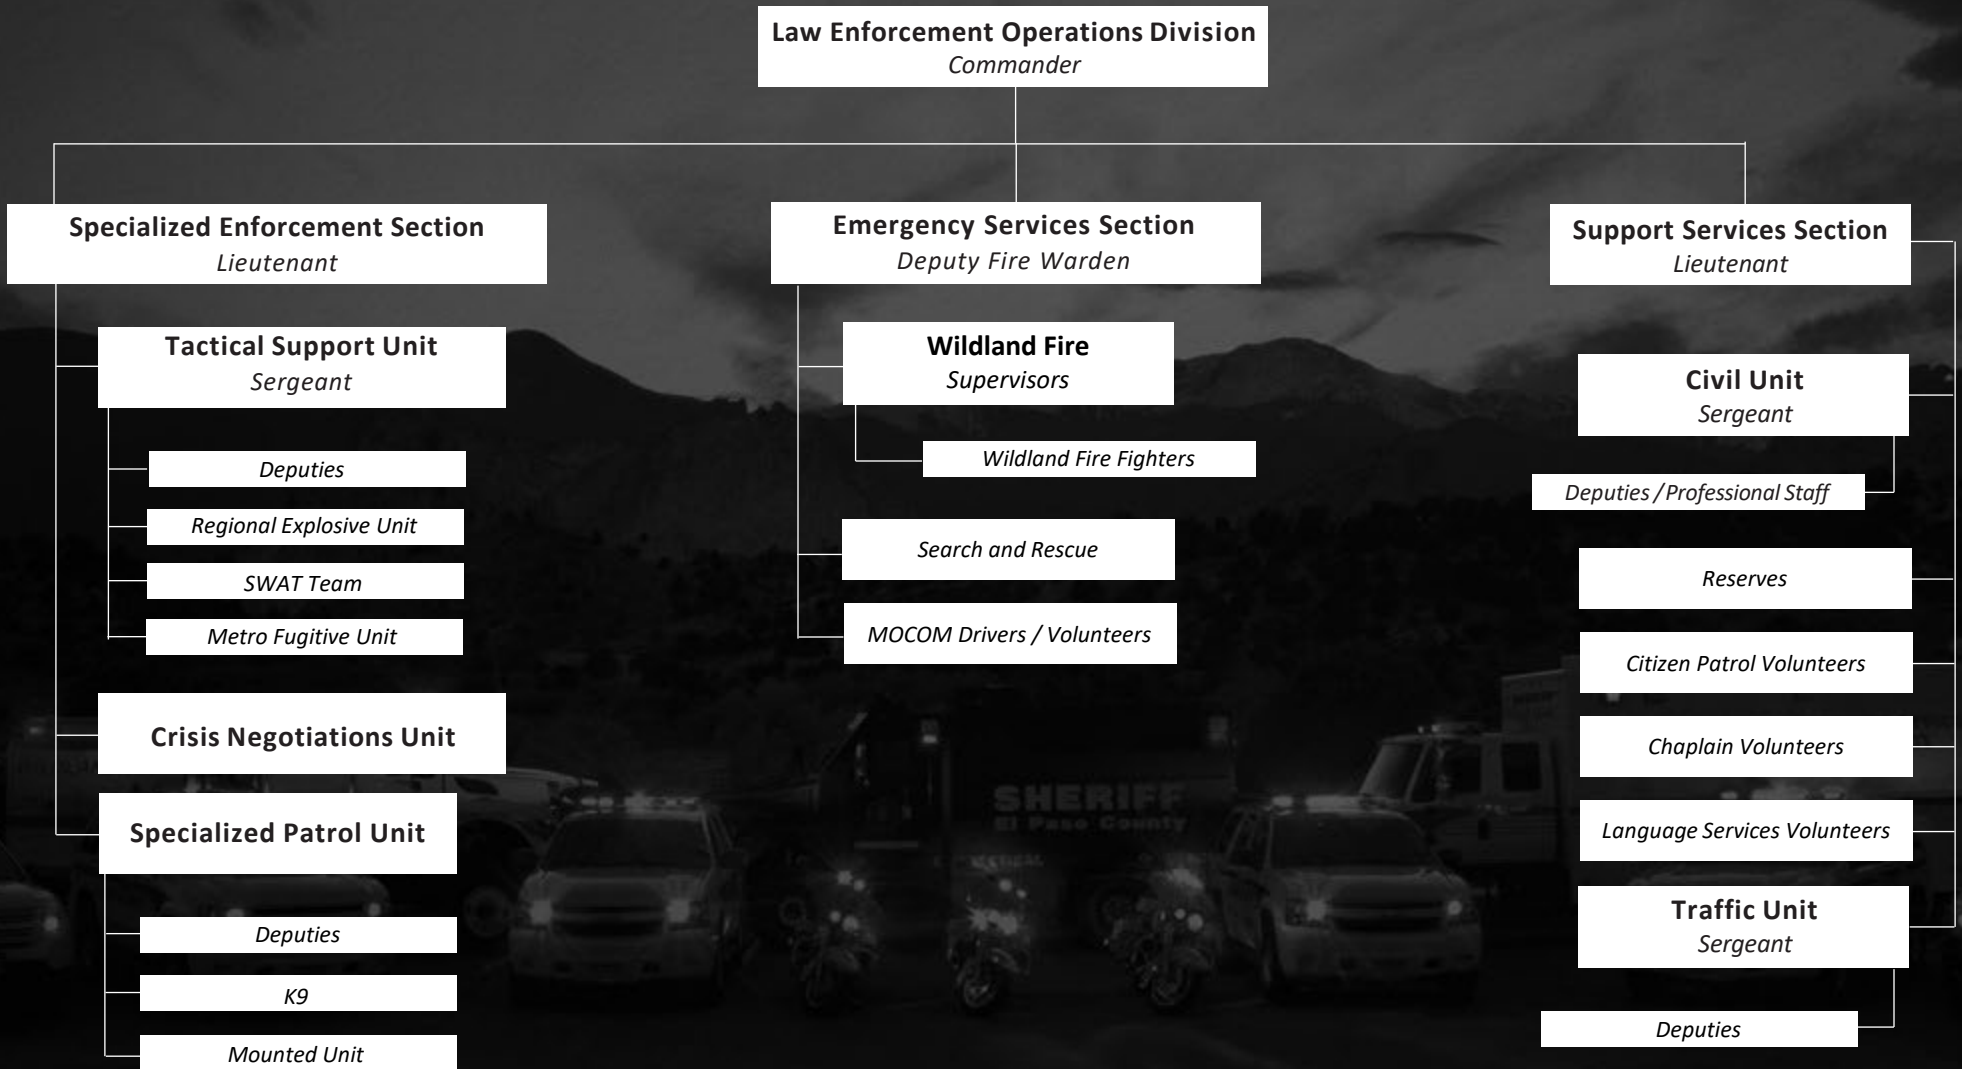 Law Enforcement Operations Division
Commander
Specialized Enforcement Section
Lieutenant
Tactical Support Unit
Sergeant
Deputies
Regional Explosive Unit
SWAT Team
Metro Fugitive Unit
Crisis Negotiations Unit
Specialized Patrol Unit
Deputies
K9
Mounted Unit
Emergency Services Section
Deputy Fire Warden
Wildland Fire
Supervisors
Wildland Fire Fighters
Search and Rescue
MOCOM Drivers / Volunteers
Support Services Section
Lieutenant
Civil Unit
Sergeant
Deputies / Professional Staff
Reserves
Citizen Patrol Volunteers
Chaplain Volunteers
Language Services Volunteers
Traffic Unit
Sergeant
Deputies
SHERIFF
El Paso County